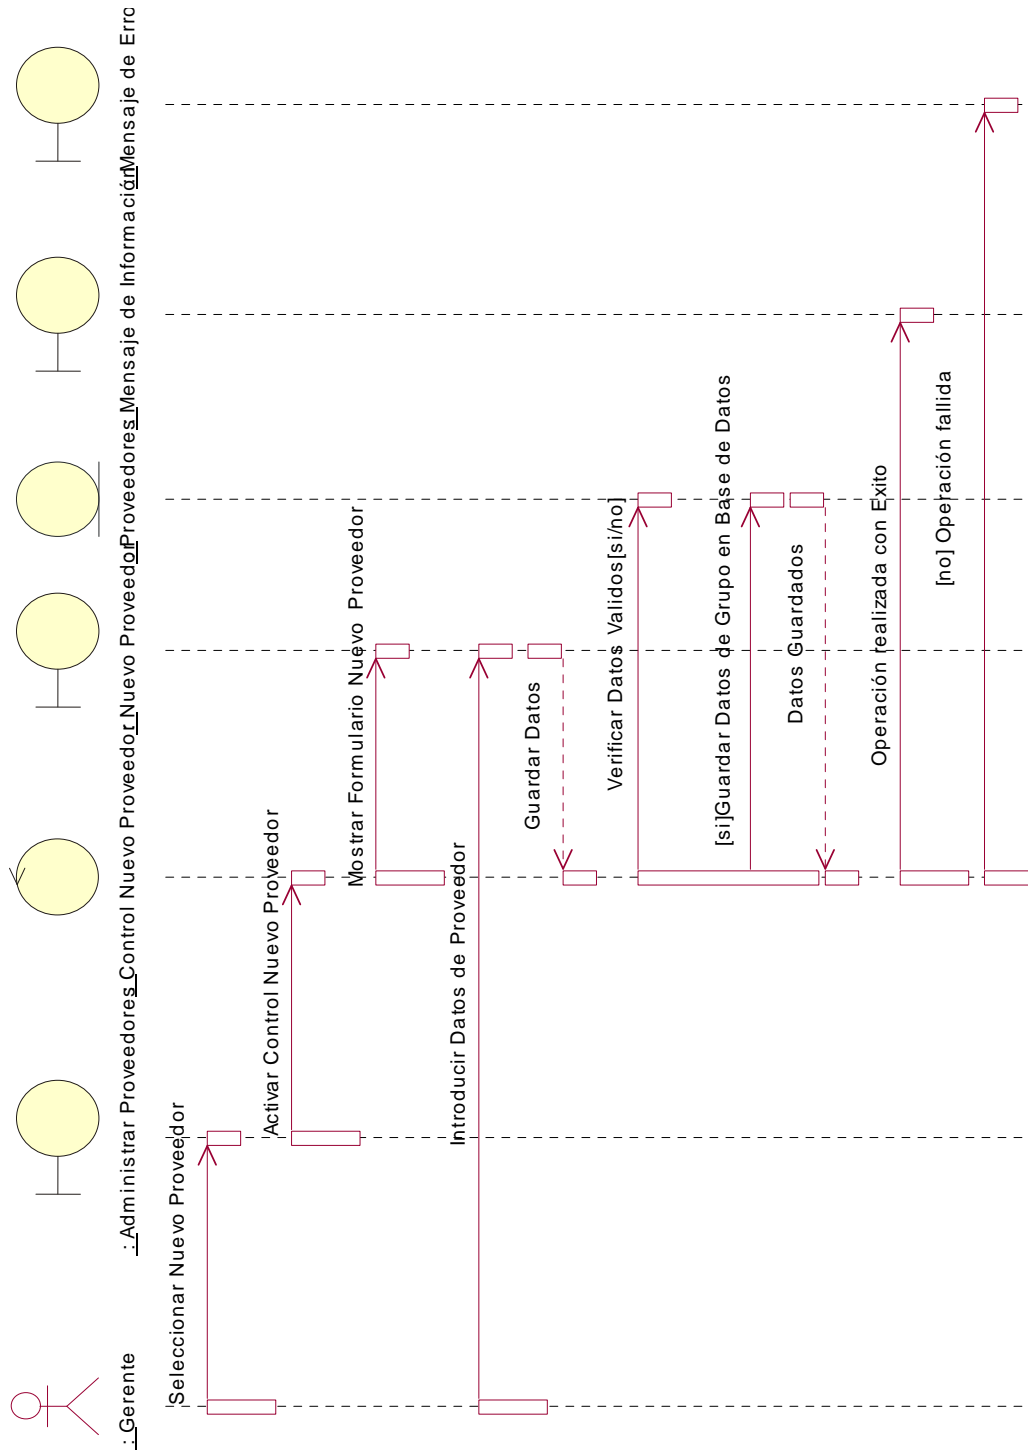 : Gerente
: Administrar Proveedores
: Control Nuevo Proveedor
: Nuevo Proveedor
: Proveedores
: Mensaje de Información
: Mensaje de Erro
Seleccionar Nuevo Proveedor
Activar Control Nuevo Proveedor
Mostrar Formulario Nuevo Proveedor
Introducir Datos de Proveedor
Guardar Datos
Verificar Datos Validos[si/no]
[si]Guardar Datos de Grupo en Base de Datos
Datos Guardados
Operación realizada con Exito
[no] Operación fallida